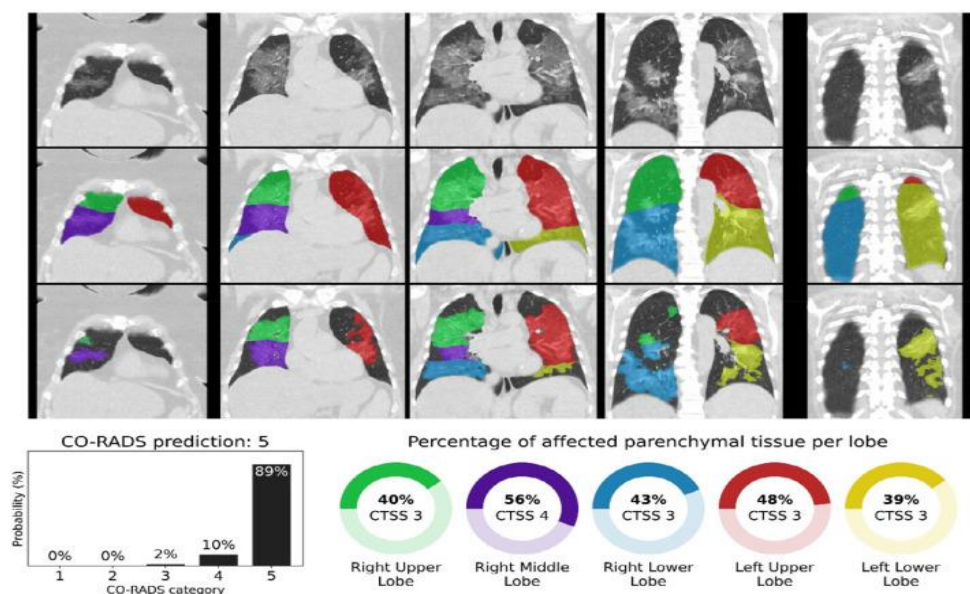 CO-RADS prediction: 5
Probability (%)
0%
0%
2%
10%
89%
1
2
3
4
5
CO-RADS category
Percentage of affected parenchymal tissue per lobe
40%
CTSS 3
Right Upper
Lobe
56%
CTSS 4
Right Middle
Lobe
43%
CTSS 3
Right Lower
Lobe
48%
CTSS 3
Left Upper
Lobe
39%
CTSS 3
Left Lower
Lobe